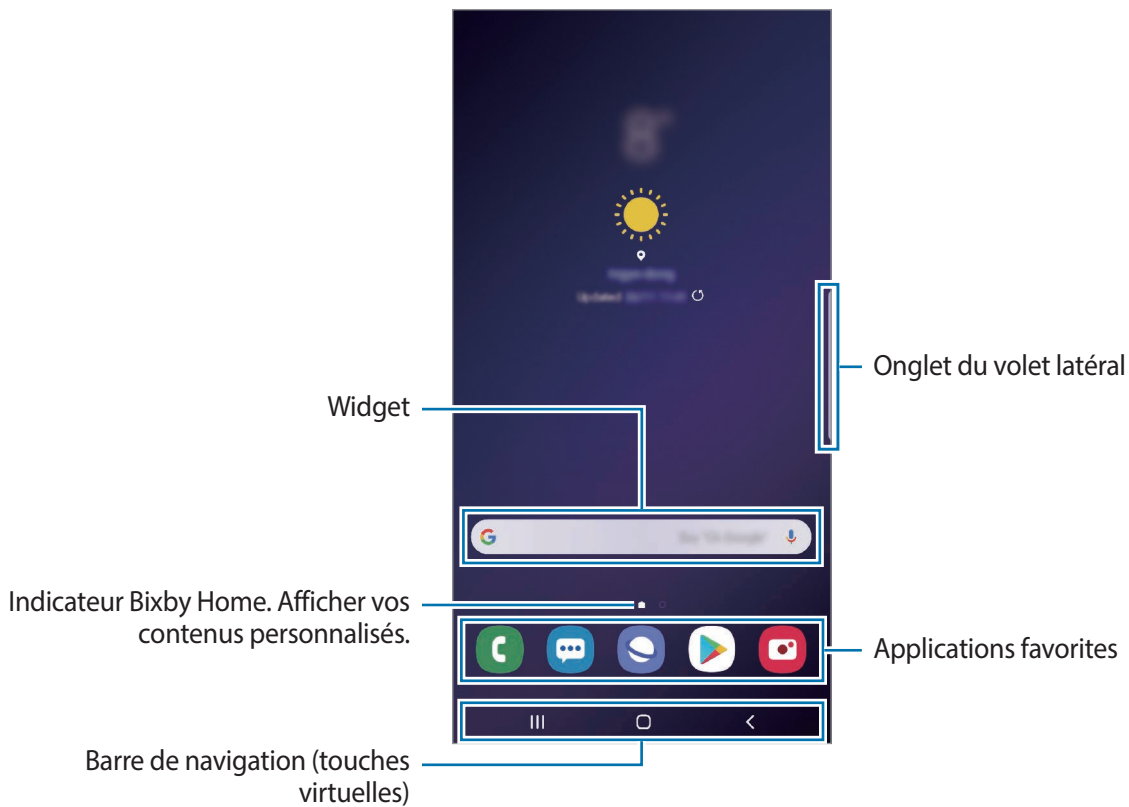 Onglet du volet latéral
Widget
Indicateur Bixby Home. Afficher vos
contenus personnalisés.
Applications favorites
Barre de navigation (touches
virtuelles)